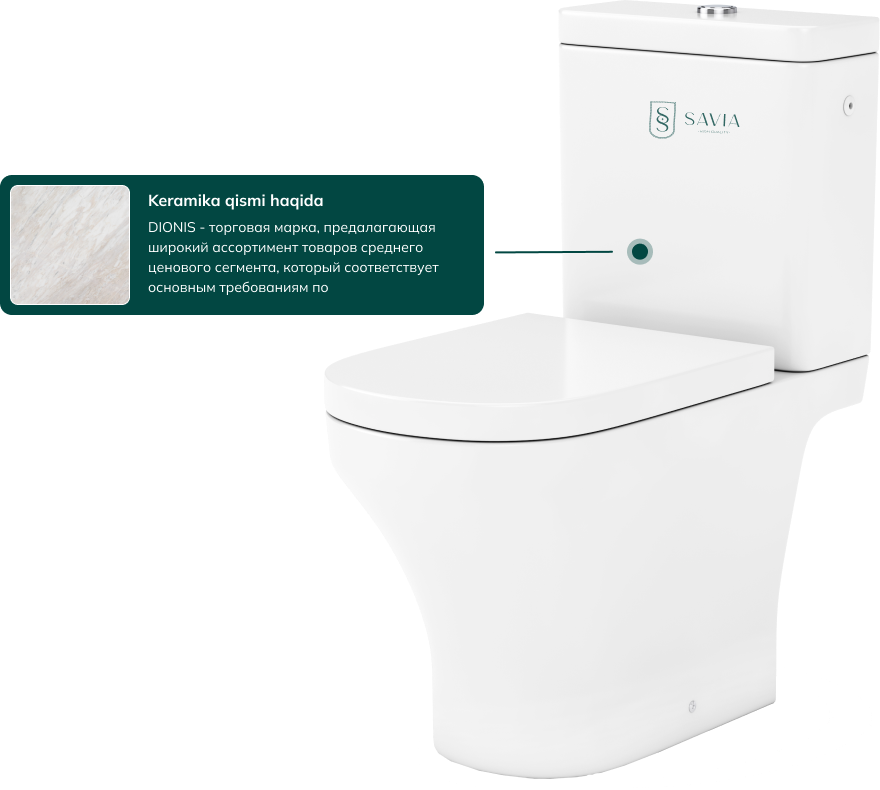 SAVIA
Keramika qismi haqida
DIONIS - торговая марка, предалагающая
широкий ассортимент товаров среднего
ценового сегмента, который соответствует
основным требованиям по